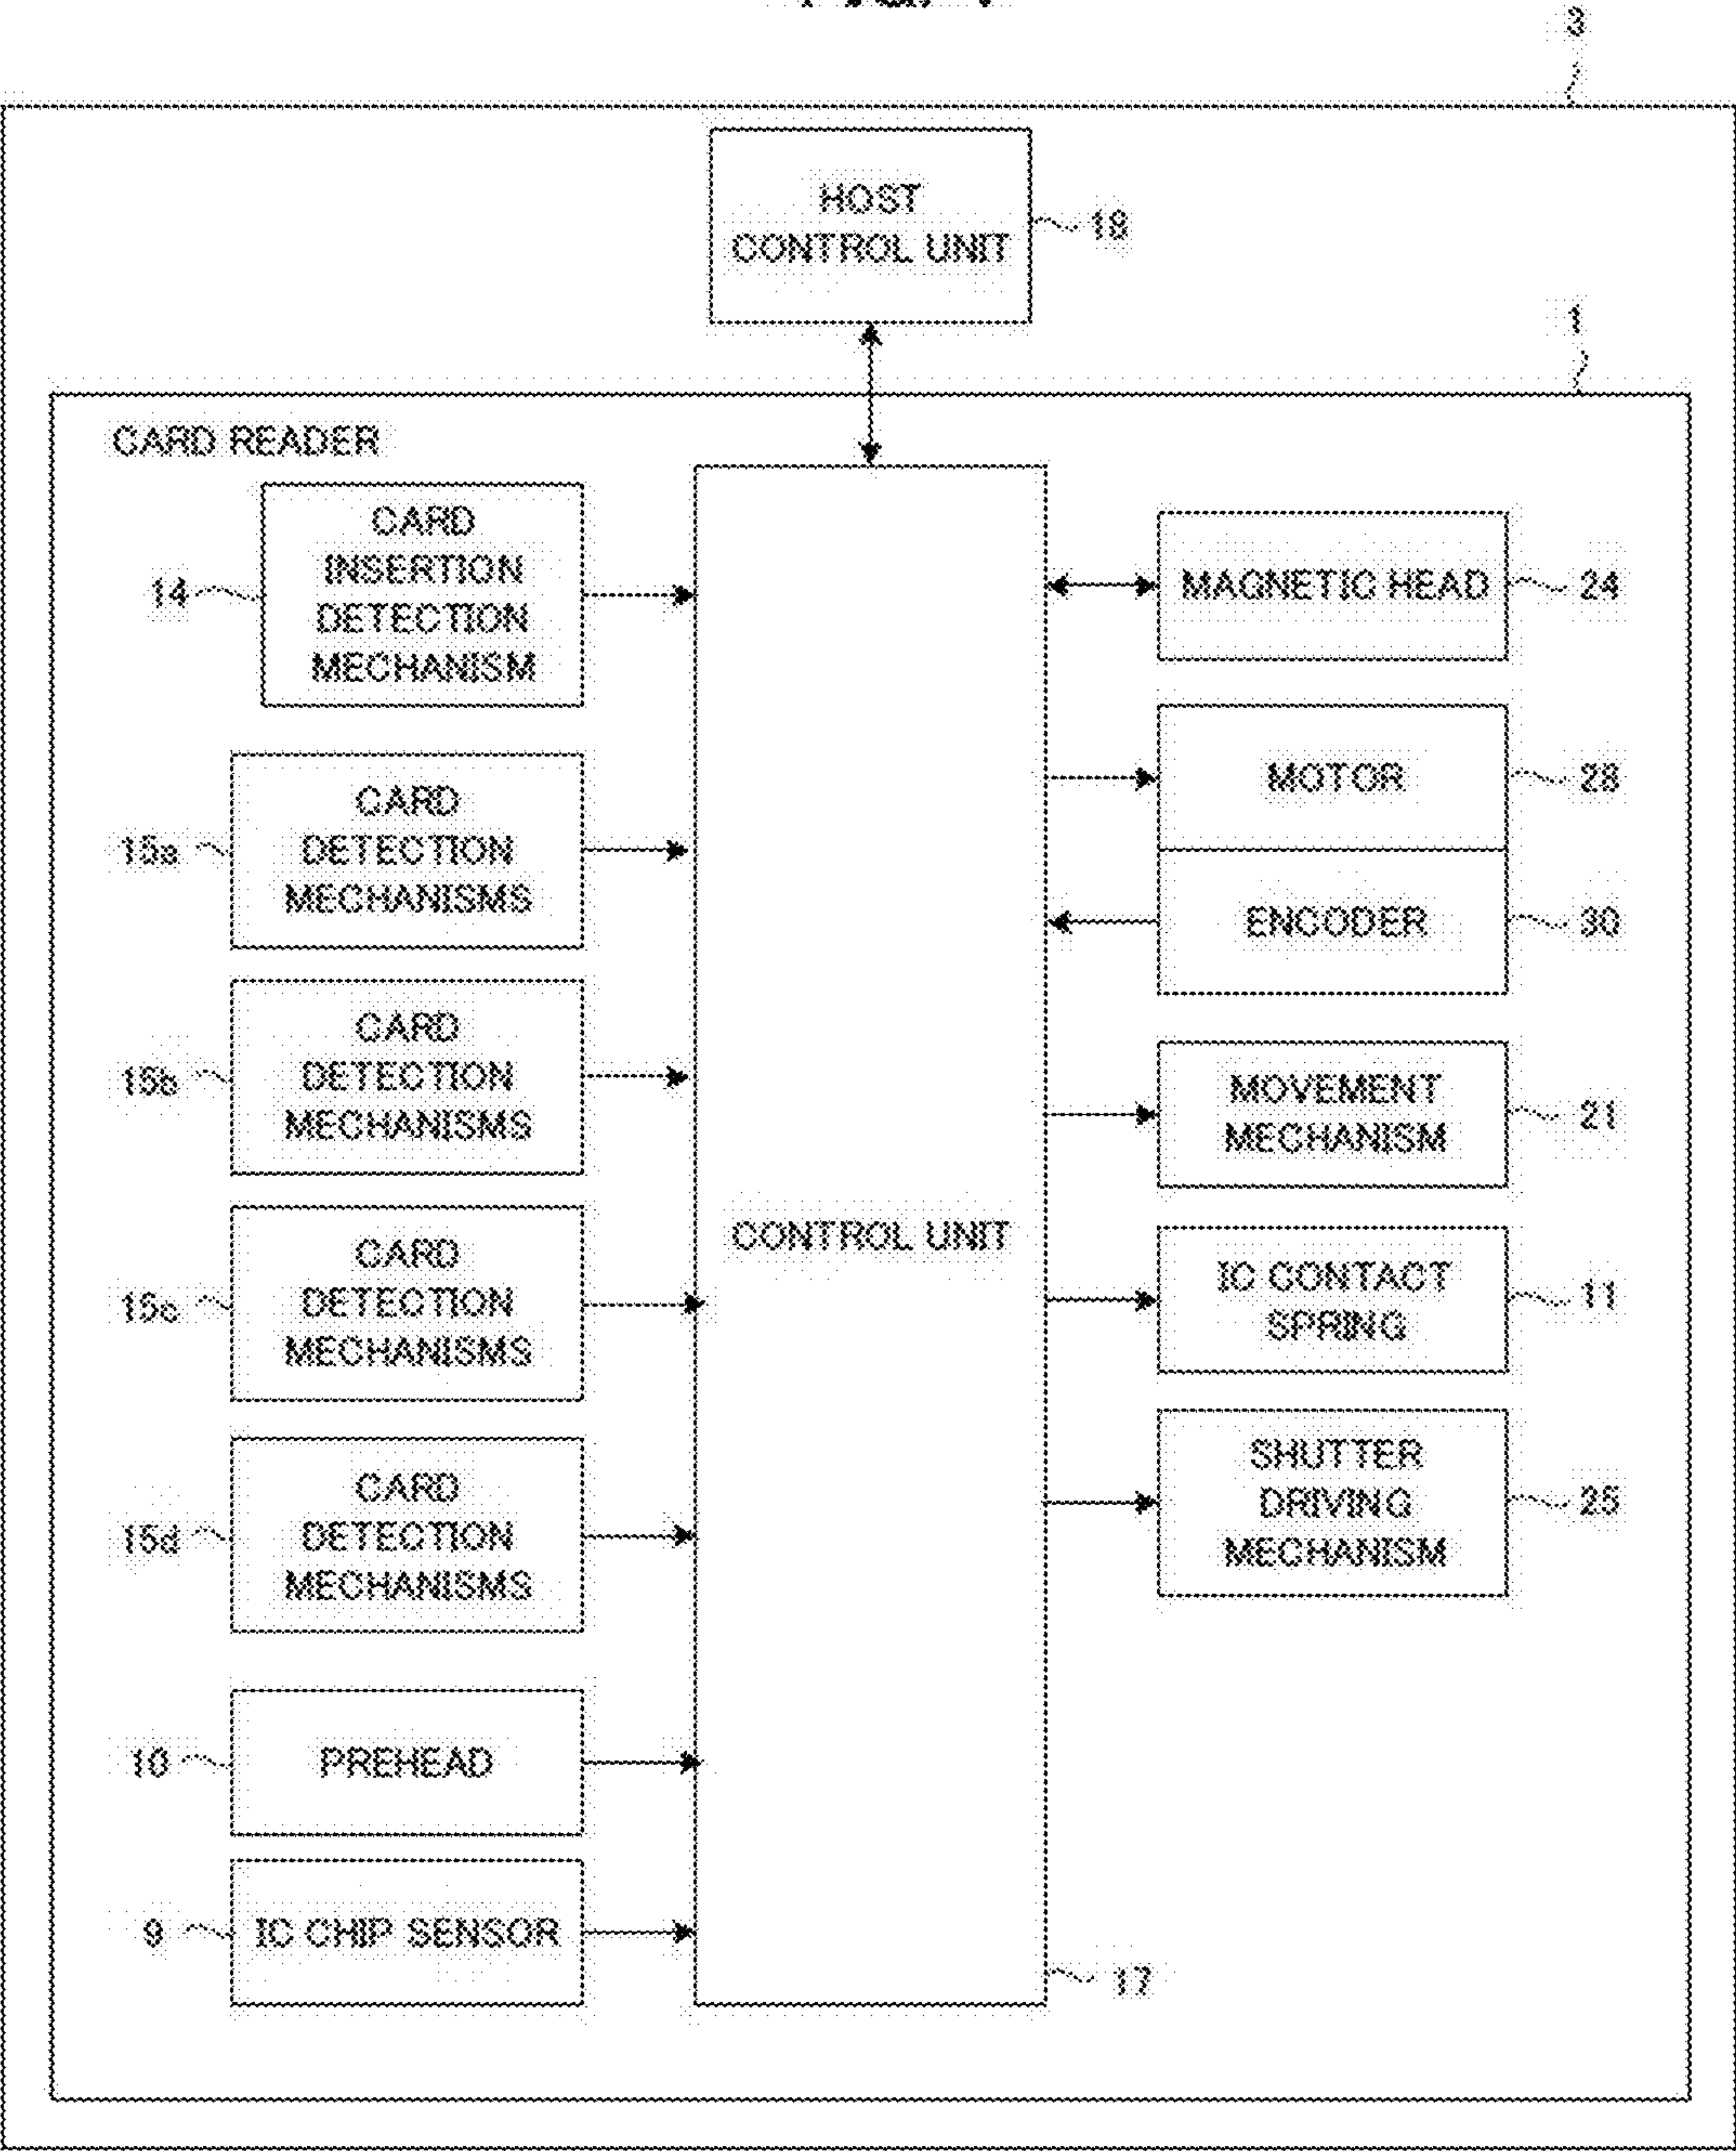 3
HOST
CONTROL UNIT
18
1
CARD READER
CARD
INSERTION
DETECTION
MECHANISM
14
MAGNETIC HEAD
24
CARD
DETECTION
MECHANISMS
15a
MOTOR
28
ENCODER
30
CARD
DETECTION
MECHANISMS
15b
MOVEMENT
MECHANISM
21
CONTROL UNIT
CARD
DETECTION
MECHANISMS
15c
IC CONTACT
SPRING
11
CARD
DETECTION
MECHANISMS
15d
SHUTTER
DRIVING
MECHANISM
25
10
PREHEAD
9
IC CHIP SENSOR
17